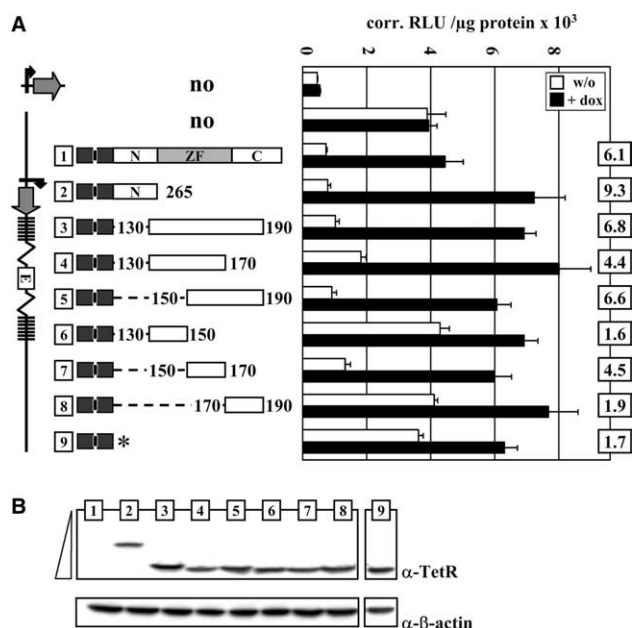 A
corr. RLU /μg protein x 10³
0 2 4 6 8
w/o
+ dox
no
no
1 N ZF C 6.1
2 N 265 9.3
3 130 190 6.8
4 130 170 4.4
E
5 150 190 6.6
6 130 150 1.6
7 150 170 4.5
8 170 190 1.9
9 * 1.7
B
1 2 3 4 5 6 7 8 9
α-TetR
α-β-actin